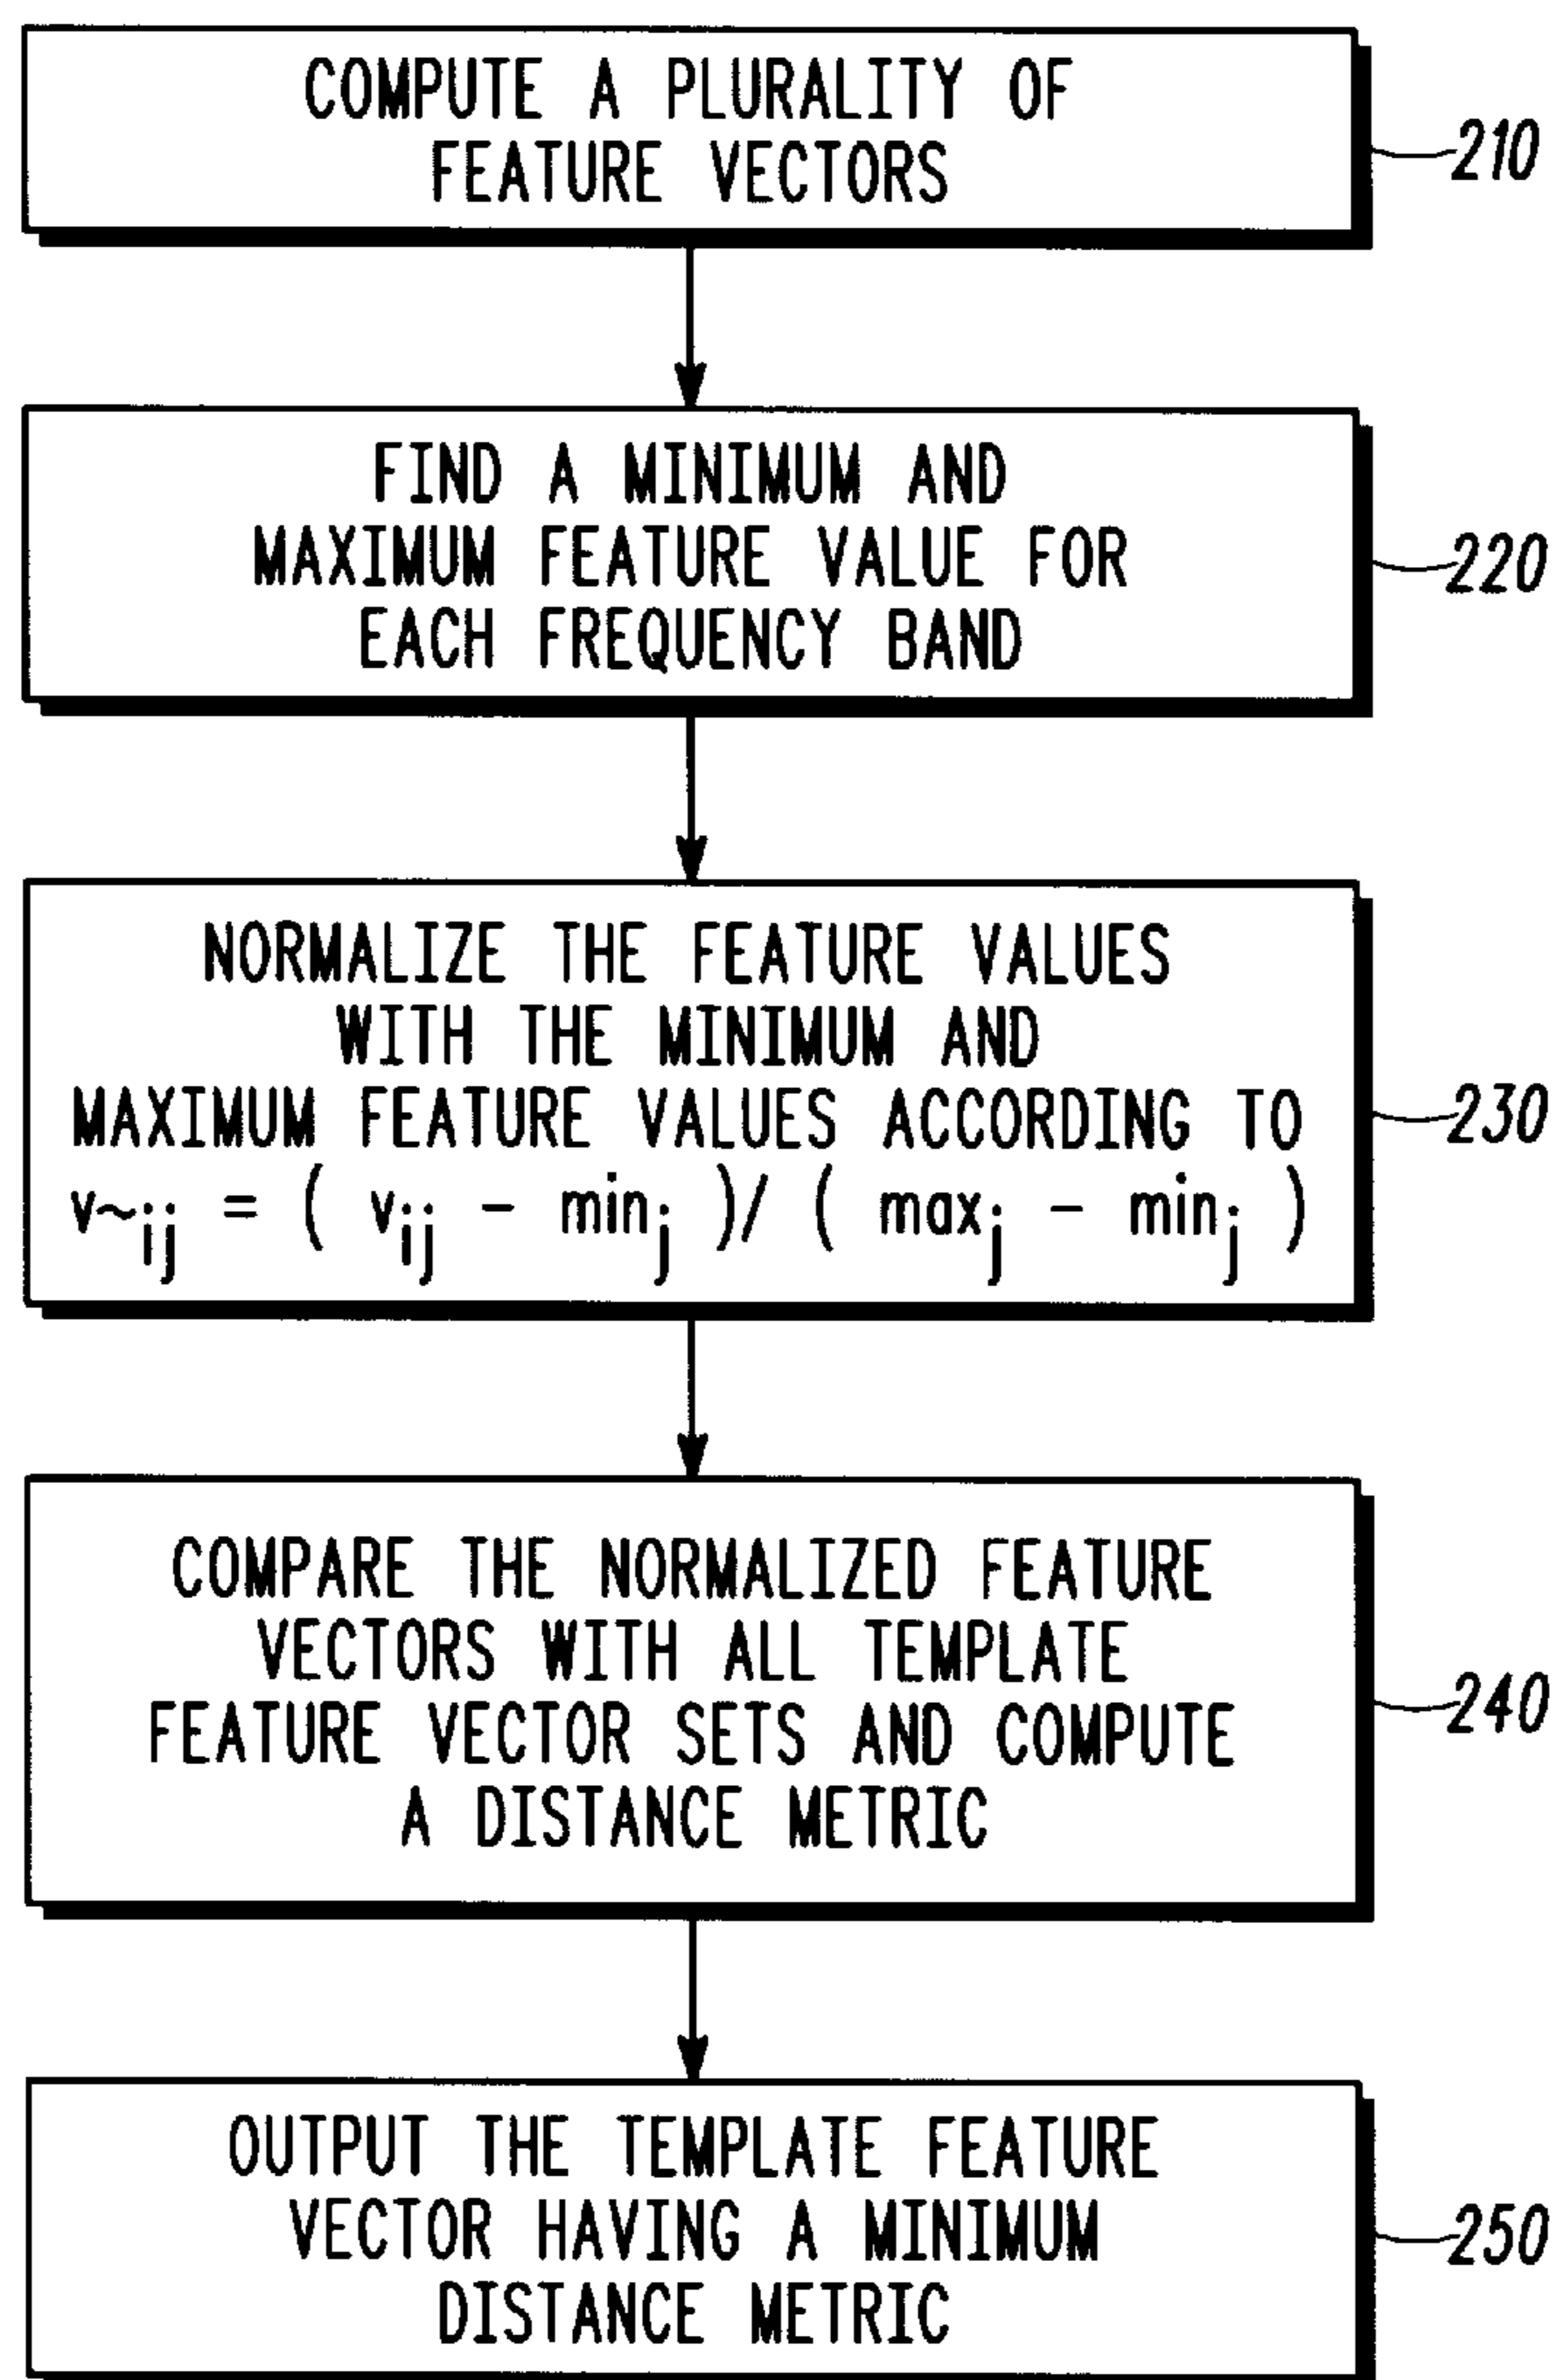 COMPUTE A PLURALITY OF
FEATURE VECTORS
210
FIND A MINIMUM AND
MAXIMUM FEATURE VALUE FOR
EACH FREQUENCY BAND
220
NORMALIZE THE FEATURE VALUES
WITH THE MINIMUM AND
MAXIMUM FEATURE VALUES ACCORDING TO
v~ij = ( vij - minj )/ ( maxj - minj )
230
COMPARE THE NORMALIZED FEATURE
VECTORS WITH ALL TEMPLATE
FEATURE VECTOR SETS AND COMPUTE
A DISTANCE METRIC
240
OUTPUT THE TEMPLATE FEATURE
VECTOR HAVING A MINIMUM
DISTANCE METRIC
250